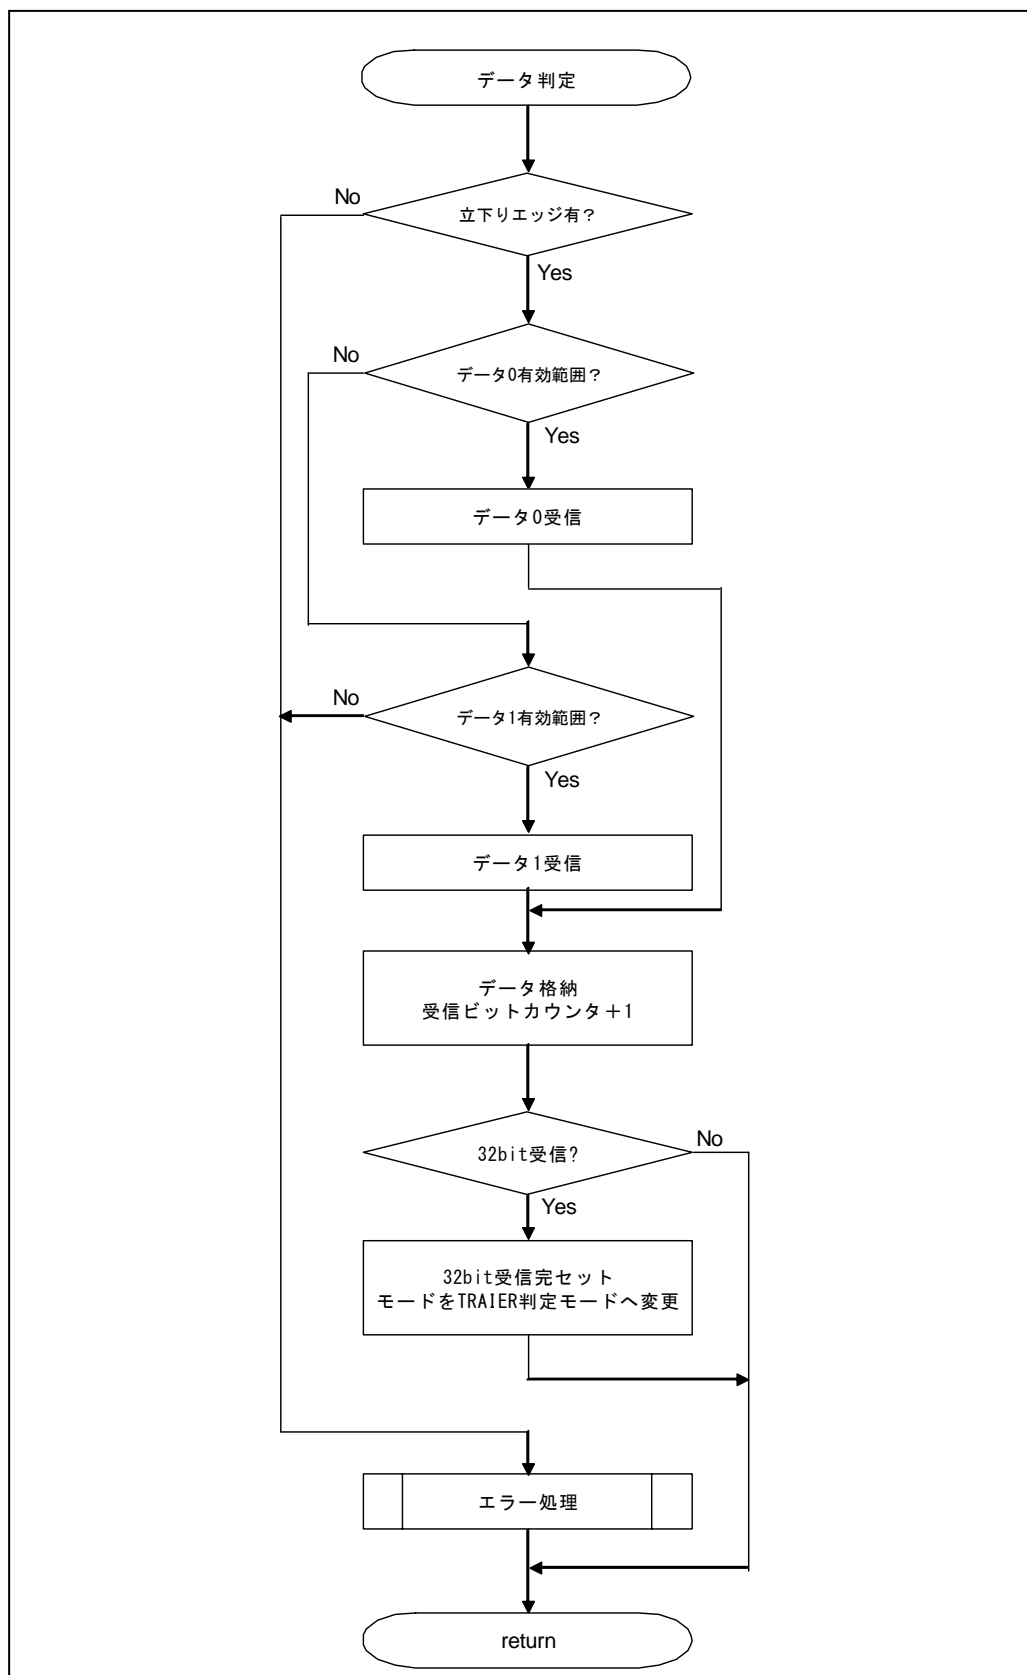 データ判定
No
立下りエッジ有？
Yes
No
データ0有効範囲？
Yes
データ0受信
No
データ1有効範囲？
Yes
データ1受信
データ格納
受信ビットカウンタ＋1
32bit受信?
No
Yes
32bit受信完セット
モードをTRAIER判定モードへ変更
エラー処理
return